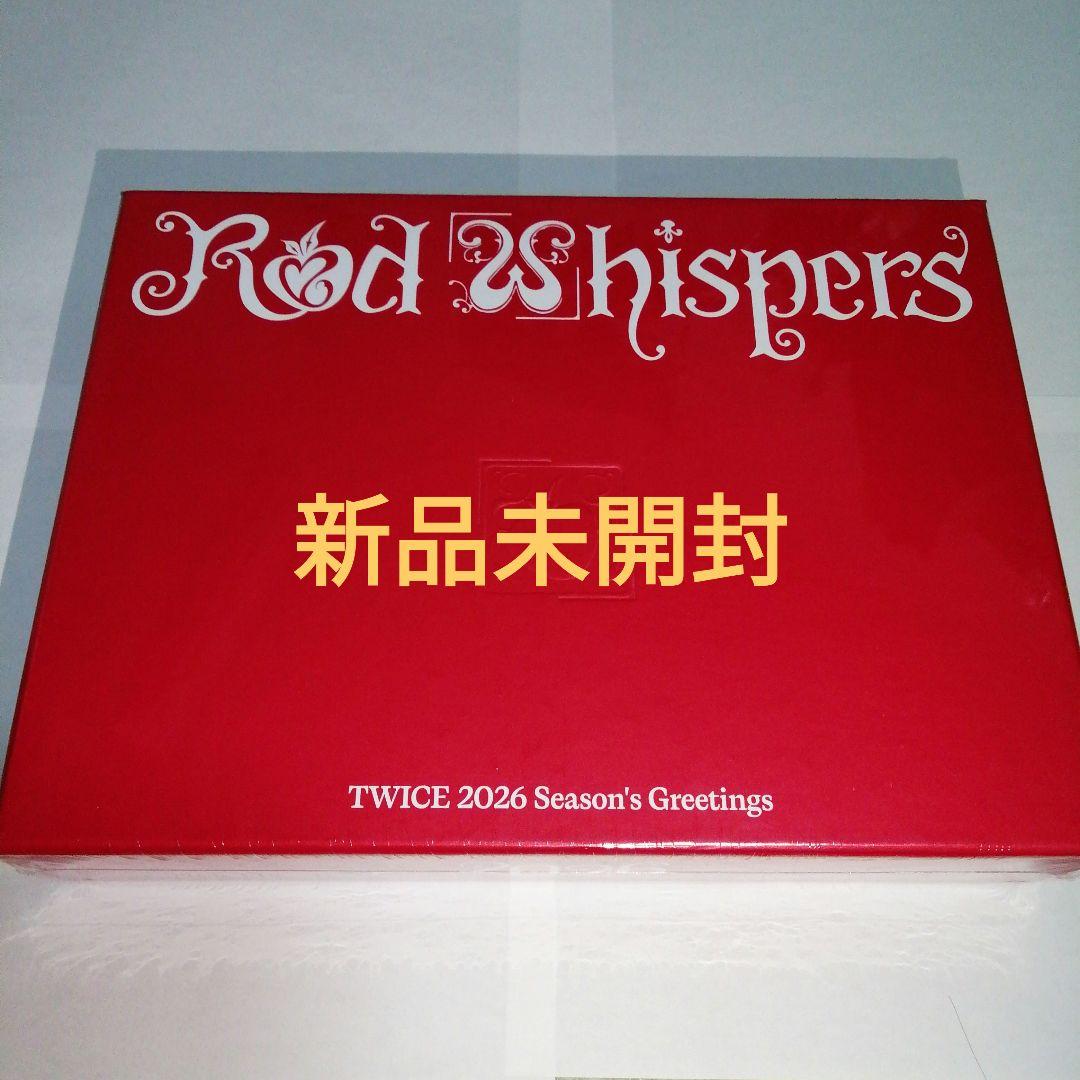 Red Whispers
新品未開封
TWICE 2026 Season's Greetings